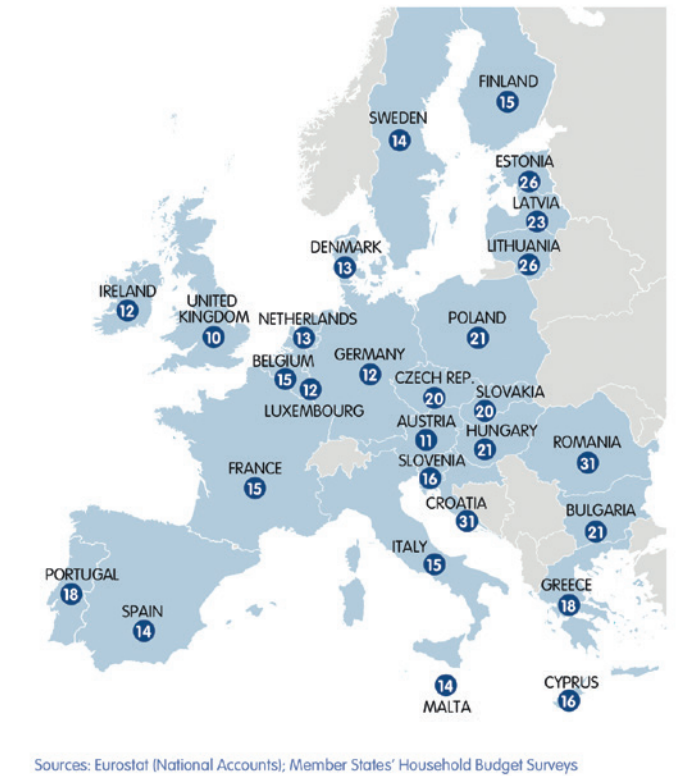 FINLAND
15
SWEDEN
14
ESTONIA
26
LATVIA
23
LITHUANIA
26
DENMARK
13
IRELAND
12
UNITED
KINGDOM
10
NETHERLANDS
13
POLAND
21
BELGIUM
15
GERMANY
12
LUXEMBOURG
12
CZECH REP.
20
SLOVAKIA
20
AUSTRIA
11
HUNGARY
21
ROMANIA
31
SLOVENIA
16
FRANCE
15
CROATIA
31
BULGARIA
21
ITALY
15
PORTUGAL
18
GREECE
18
SPAIN
14
14
MALTA
CYPRUS
16
Sources: Eurostat (National Accounts); Member States' Household Budget Surveys